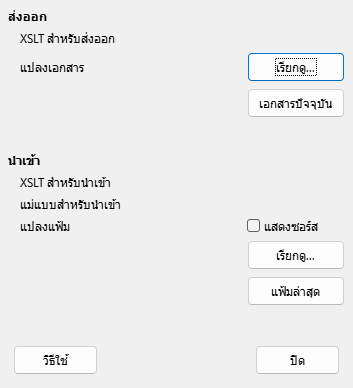 ส่งออก
XSLT สำหรับส่งออก
แปลงเอกสาร
เรียกดู...
เอกสารปัจจุบัน
นำเข้า
XSLT สำหรับนำเข้า
แม่แบบสำหรับนำเข้า
แปลงแฟ้ม
แสดงซอร์ส
เรียกดู...
แฟ้มล่าสุด
วิธีใช้
ปิด